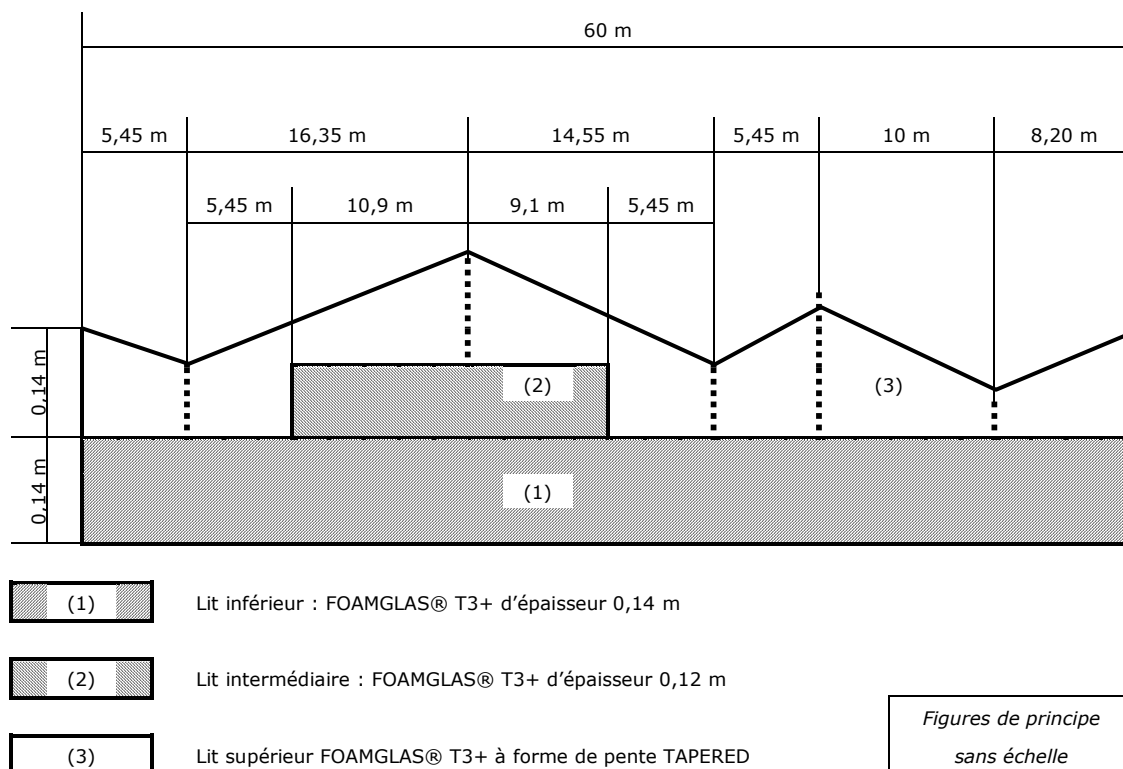 60 m
5,45 m 16,35 m 14,55 m 5,45 m 10 m 8,20 m
5,45 m 10,9 m 9,1 m 5,45 m
0,14 m
(2)
(3)
0,14 m
(1)
(1) Lit inférieur : FOAMGLAS® T3+ d’épaisseur 0,14 m
(2) Lit intermédiaire : FOAMGLAS® T3+ d’épaisseur 0,12 m
Figures de principe
sans échelle
(3) Lit supérieur FOAMGLAS® T3+ à forme de pente TAPERED